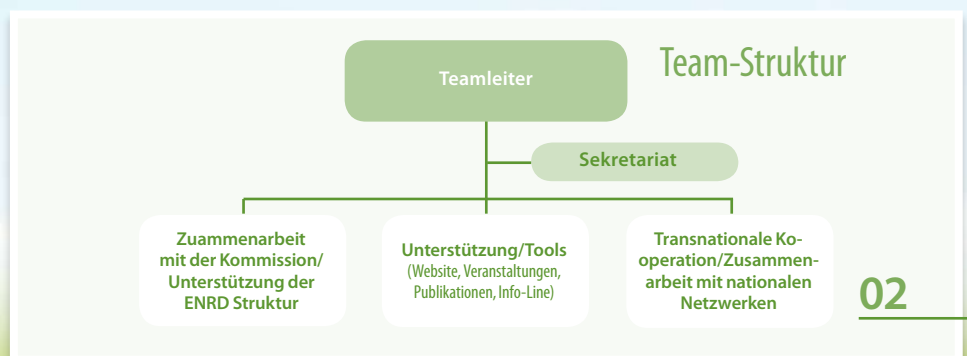 Team-Struktur
Teamleiter
Sekretariat
Zuammenarbeit
mit der Kommission/
Unterstützung der
ENRD Struktur
Unterstützung/Tools
(Website, Veranstaltungen,
Publikationen, Info-Line)
Transnationale Ko-
operation/Zusammen-
arbeit mit nationalen
Netzwerken
02